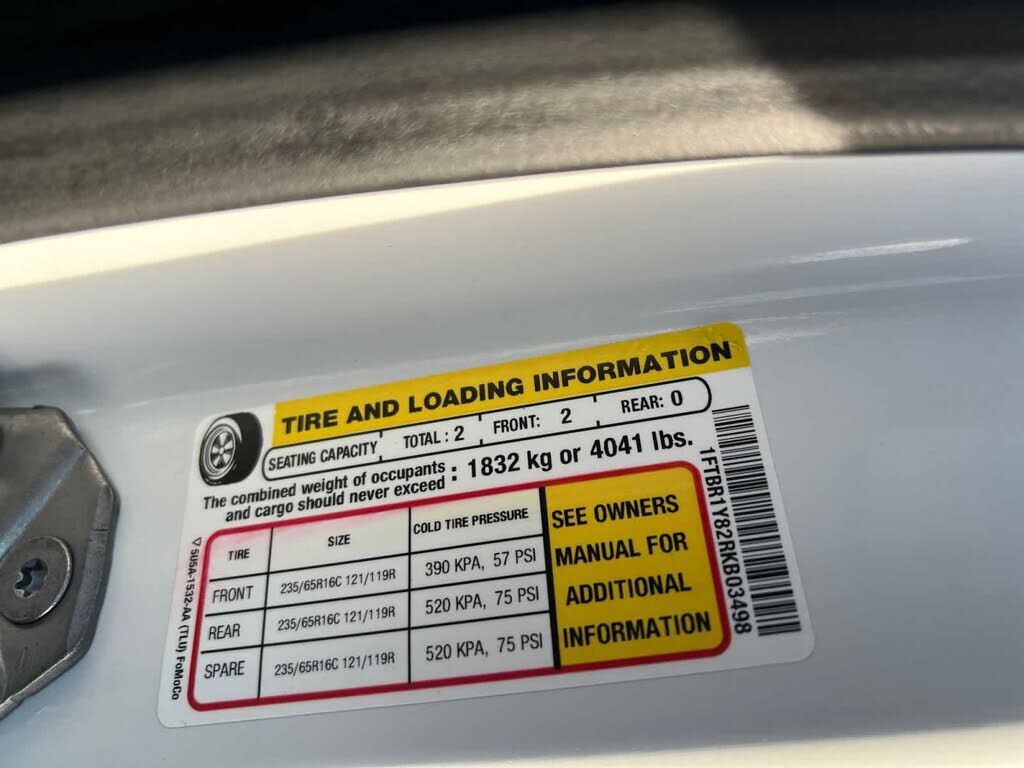 TIRE AND LOADING INFORMATION
SEATING CAPACITY TOTAL : 2 FRONT: 2 REAR: 0
The combined weight of occupants and cargo should never exceed : 1832 kg or 4041 lbs.
TIRE SIZE COLD TIRE PRESSURE
FRONT 235/65R16C 121/119R 390 KPA, 57 PSI
REAR 235/65R16C 121/119R 520 KPA, 75 PSI
SPARE 235/65R16C 121/119R 520 KPA, 75 PSI
SEE OWNERS
MANUAL FOR
ADDITIONAL
INFORMATION
1FTBR1Y82RKB03498
5U5A-1532-AA (TLU) FoMoCo